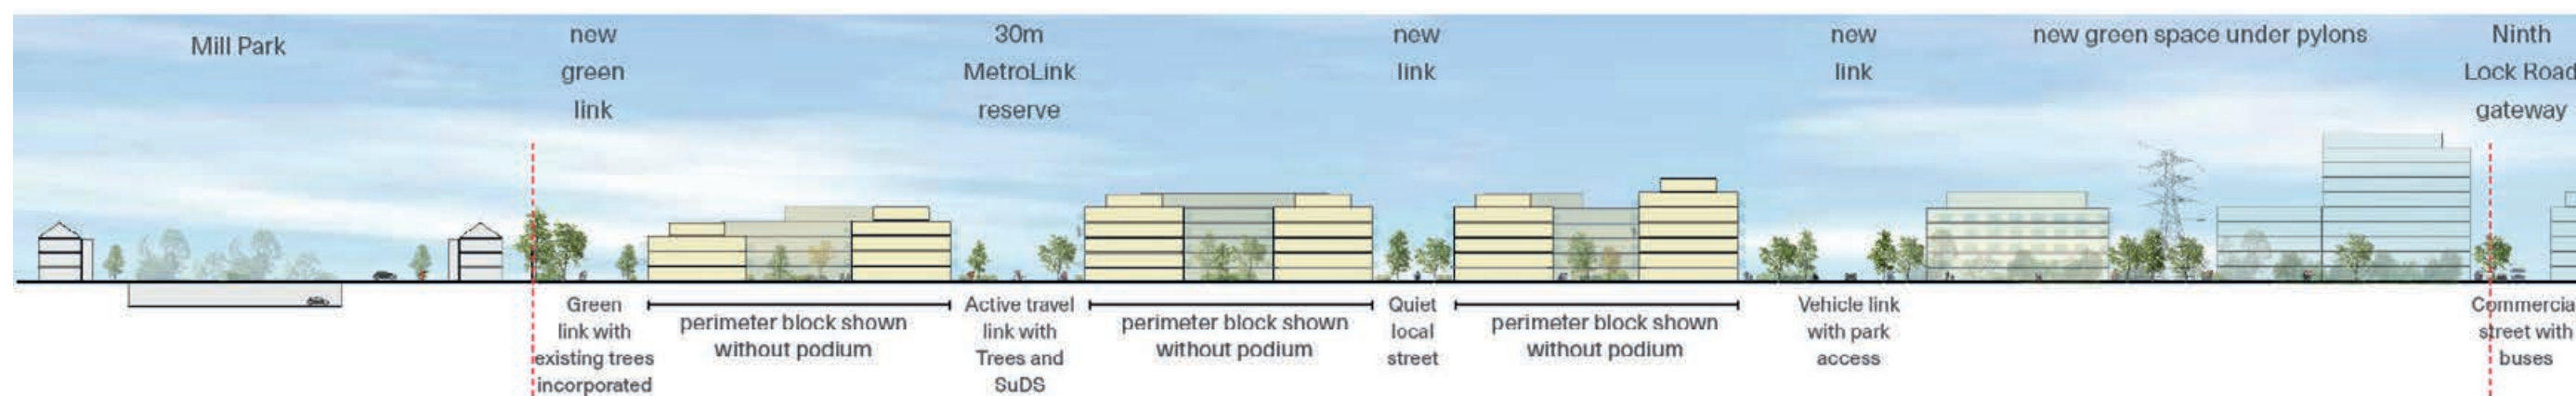 Mill Park
new
green
link
30m
MetroLink
reserve
new
link
new
link
new green space under pylons
Ninth
Lock Road
gateway
Green
link with
existing trees
incorporated
perimeter block shown
without podium
Active travel
link with
Trees and
SuDS
perimeter block shown
without podium
Quiet
local
street
perimeter block shown
without podium
Vehicle link
with park
access
Commercia
street with
buses